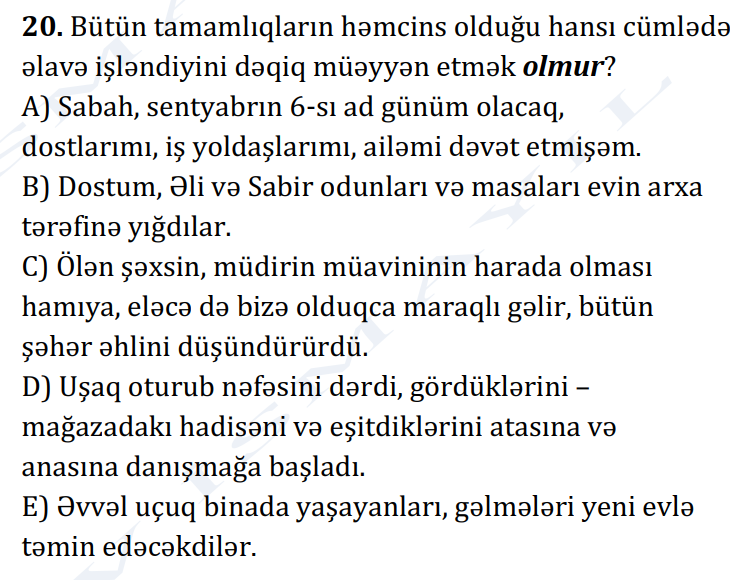 20. Bütün tamamlıqların həmcins olduğu hansı cümlədə
əlavə işləndiyini dəqiq müəyyən etmək olmur?
A) Sabah, sentyabrın 6-sı ad günüm olacaq,
dostlarımı, iş yoldaşlarımı, ailəmi dəvət etmişəm.
B) Dostum, Əli və Sabir odunları və masaları evin arxa
tərəfinə yığdılar.
C) Ölən şəxsin, müdirin müavininin harada olması
hamıya, eləcə də bizə olduqca maraqlı gəlir, bütün
şəhər əhlini düşündürürdü.
D) Uşaq oturub nəfəsini dərdi, gördüklərini –
mağazadakı hadisəni və eşitdiklərini atasına və
anasına danışmağa başladı.
E) Əvvəl uçuq binada yaşayanları, gəlmələri yeni evlə
təmin edəcəkdilər.